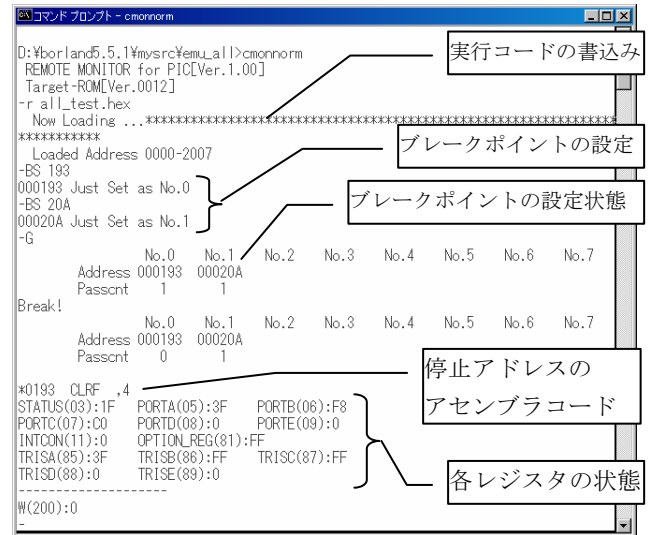 コマンド プロンプト - cmonnorm
D:¥borland5.5.1¥mysrc¥emu_all>cmonnorm
REMOTE MONITOR for PIC[Ver.1.00]
Target-ROM[Ver.0012]
-r all_test.hex
実行コードの書込み
Now Loading ...******************************************************
***********
Loaded Address 0000-2007
ブレークポイントの設定
-BS 193
000193 Just Set as No.0
-BS 20A
00020A Just Set as No.1
ブレークポイントの設定状態
-G
No.0 No.1 No.2 No.3 No.4 No.5 No.6 No.7
Address 000193 00020A
Passcnt 1 1
Break!
No.0 No.1 No.2 No.3 No.4 No.5 No.6 No.7
Address 000193 00020A
Passcnt 0 1
停止アドレスの
アセンブラコード
*0193 CLRF ,4
STATUS(03):1F PORTA(05):3F PORTB(06):F8
PORTC(07):C0 PORTD(08):0 PORTE(09):0
INTCON(11):0 OPTION_REG(81):FF
TRISA(85):3F TRISB(86):FF TRISC(87):FF
TRISD(88):0 TRISE(89):0
各レジスタの状態
-------------------
W(200):0
-